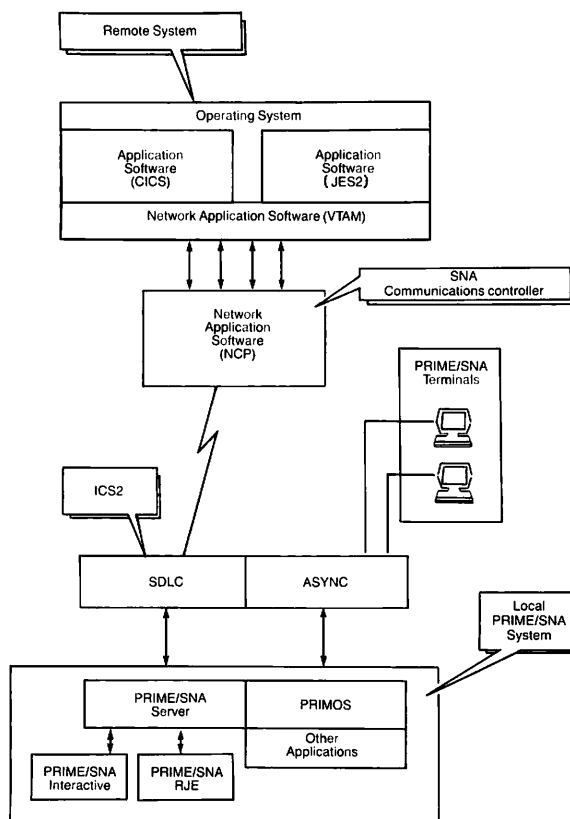 Remote System
Operating System
Application
Software
(CICS)
Application
Software
(JES2)
Network Application Software (VTAM)
SNA
Communications controller
Network
Application
Software
(NCP)
PRIME/SNA
Terminals
ICS2
SDLC
ASYNC
Local
PRIME/SNA
System
PRIME/SNA
Server
PRIMOS
Other
Applications
PRIME/SNA
Interactive
PRIME/SNA
RJE